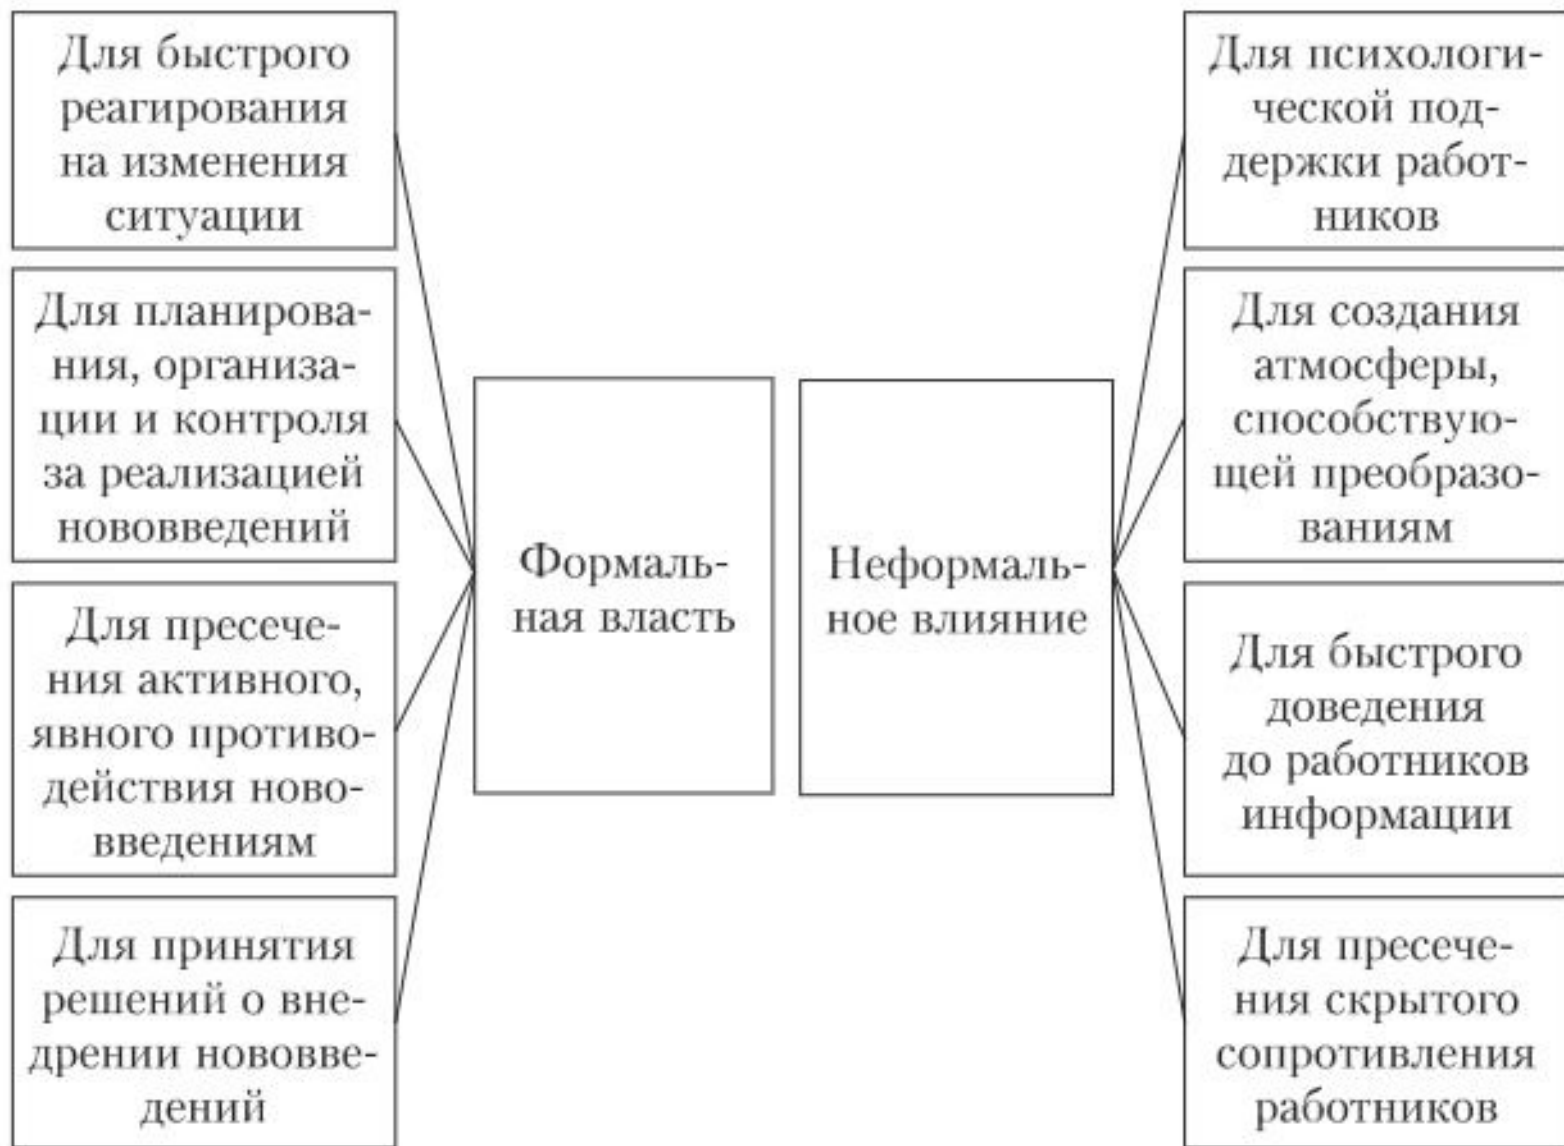 Для быстрого
реагирования
на изменения
ситуации
Для планирова-
ния, организа-
ции и контроля
за реализацией
нововведений
Для пресече-
ния активного,
явного противо-
действия ново-
введениям
Для принятия
решений о вне-
дрении нововве-
дений
Формаль-
ная власть
Неформаль-
ное влияние
Для психологи-
ческой под-
держки работ-
ников
Для создания
атмосферы,
способствую-
щей преобразо-
ваниям
Для быстрого
доведения
до работников
информации
Для пресече-
ния скрытого
сопротивления
работников